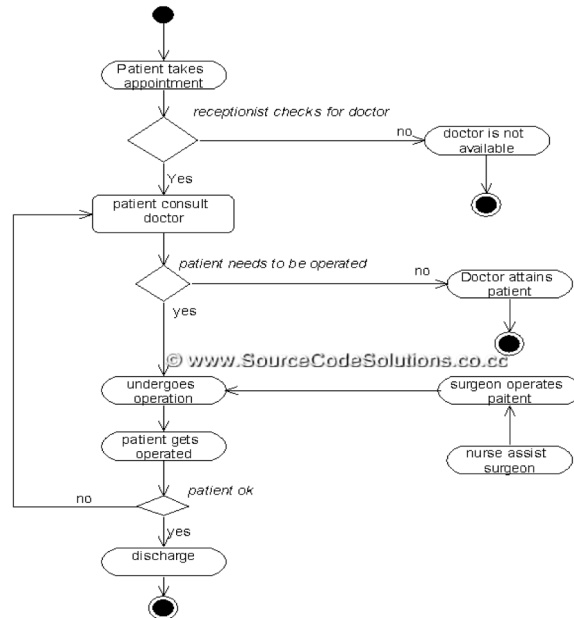 Patient takes
appointment
receptionist checks for doctor
no
doctor is not
available
Yes
patient consult
doctor
patient needs to be operated
no
Doctor attains
patient
yes
© www.SourceCodeSolutions.co.cc
undergoes
operation
surgeon operates
paitent
patient gets
operated
nurse assist
surgeon
patient ok
no
yes
discharge